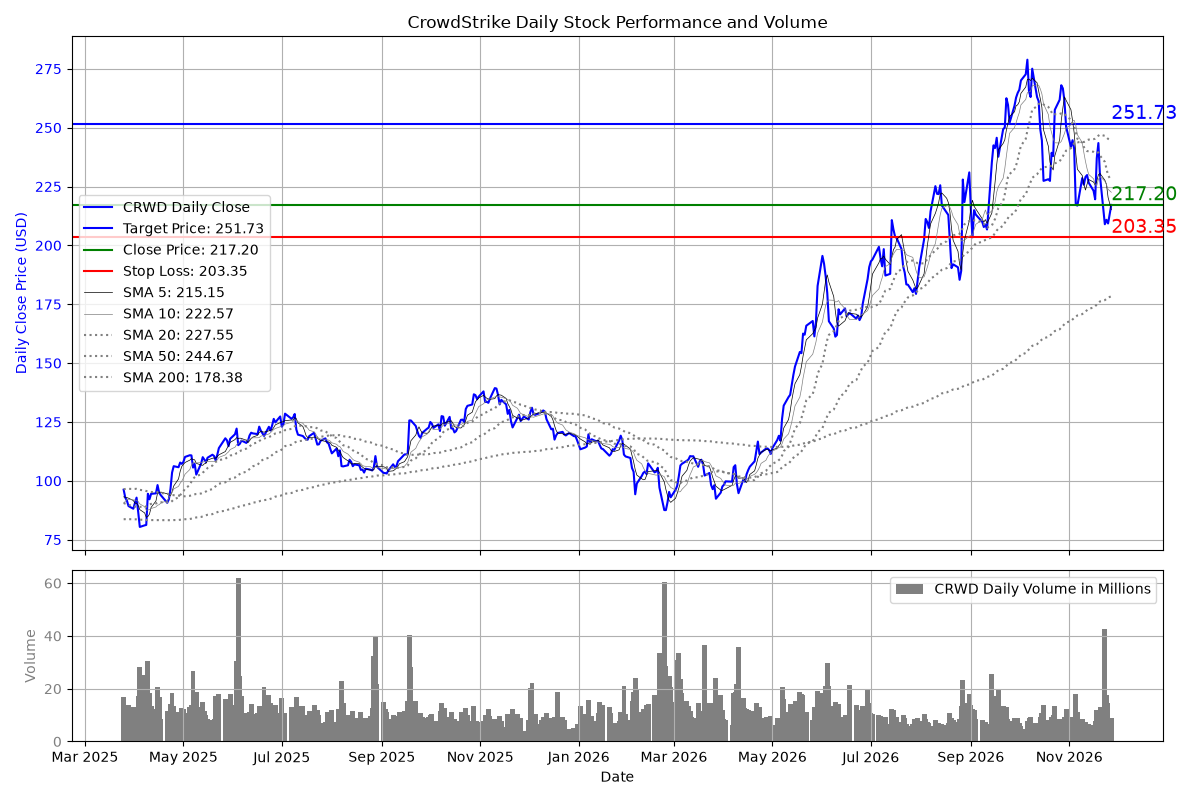 CrowdStrike Daily Stock Performance and Volume
275
250
225
200
175
150
125
100
75
Daily Close Price (USD)
251.73
217.20
203.35
CRWD Daily Close
Target Price: 251.73
Close Price: 217.20
Stop Loss: 203.35
SMA 5: 215.15
SMA 10: 222.57
SMA 20: 227.55
SMA 50: 244.67
SMA 200: 178.38
60
40
20
0
Volume
CRWD Daily Volume in Millions
Mar 2025 May 2025 Jul 2025 Sep 2025 Nov 2025 Jan 2026 Mar 2026 May 2026 Jul 2026 Sep 2026 Nov 2026
Date